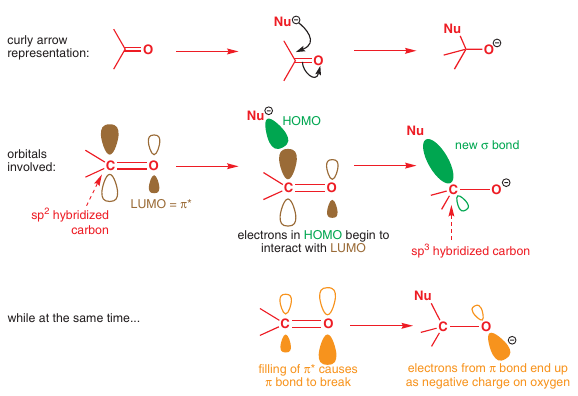 curly arrow
representation:
O
Nu⊖
O
Nu
O⊖
orbitals
involved:
C
O
LUMO = π*
sp2 hybridized
carbon
Nu⊖
HOMO
C
O
electrons in HOMO begin to
interact with LUMO
Nu
new σ bond
C
O⊖
sp3 hybridized carbon
while at the same time...
C
O
filling of π* causes
π bond to break
Nu
C
O⊖
electrons from π bond end up
as negative charge on oxygen